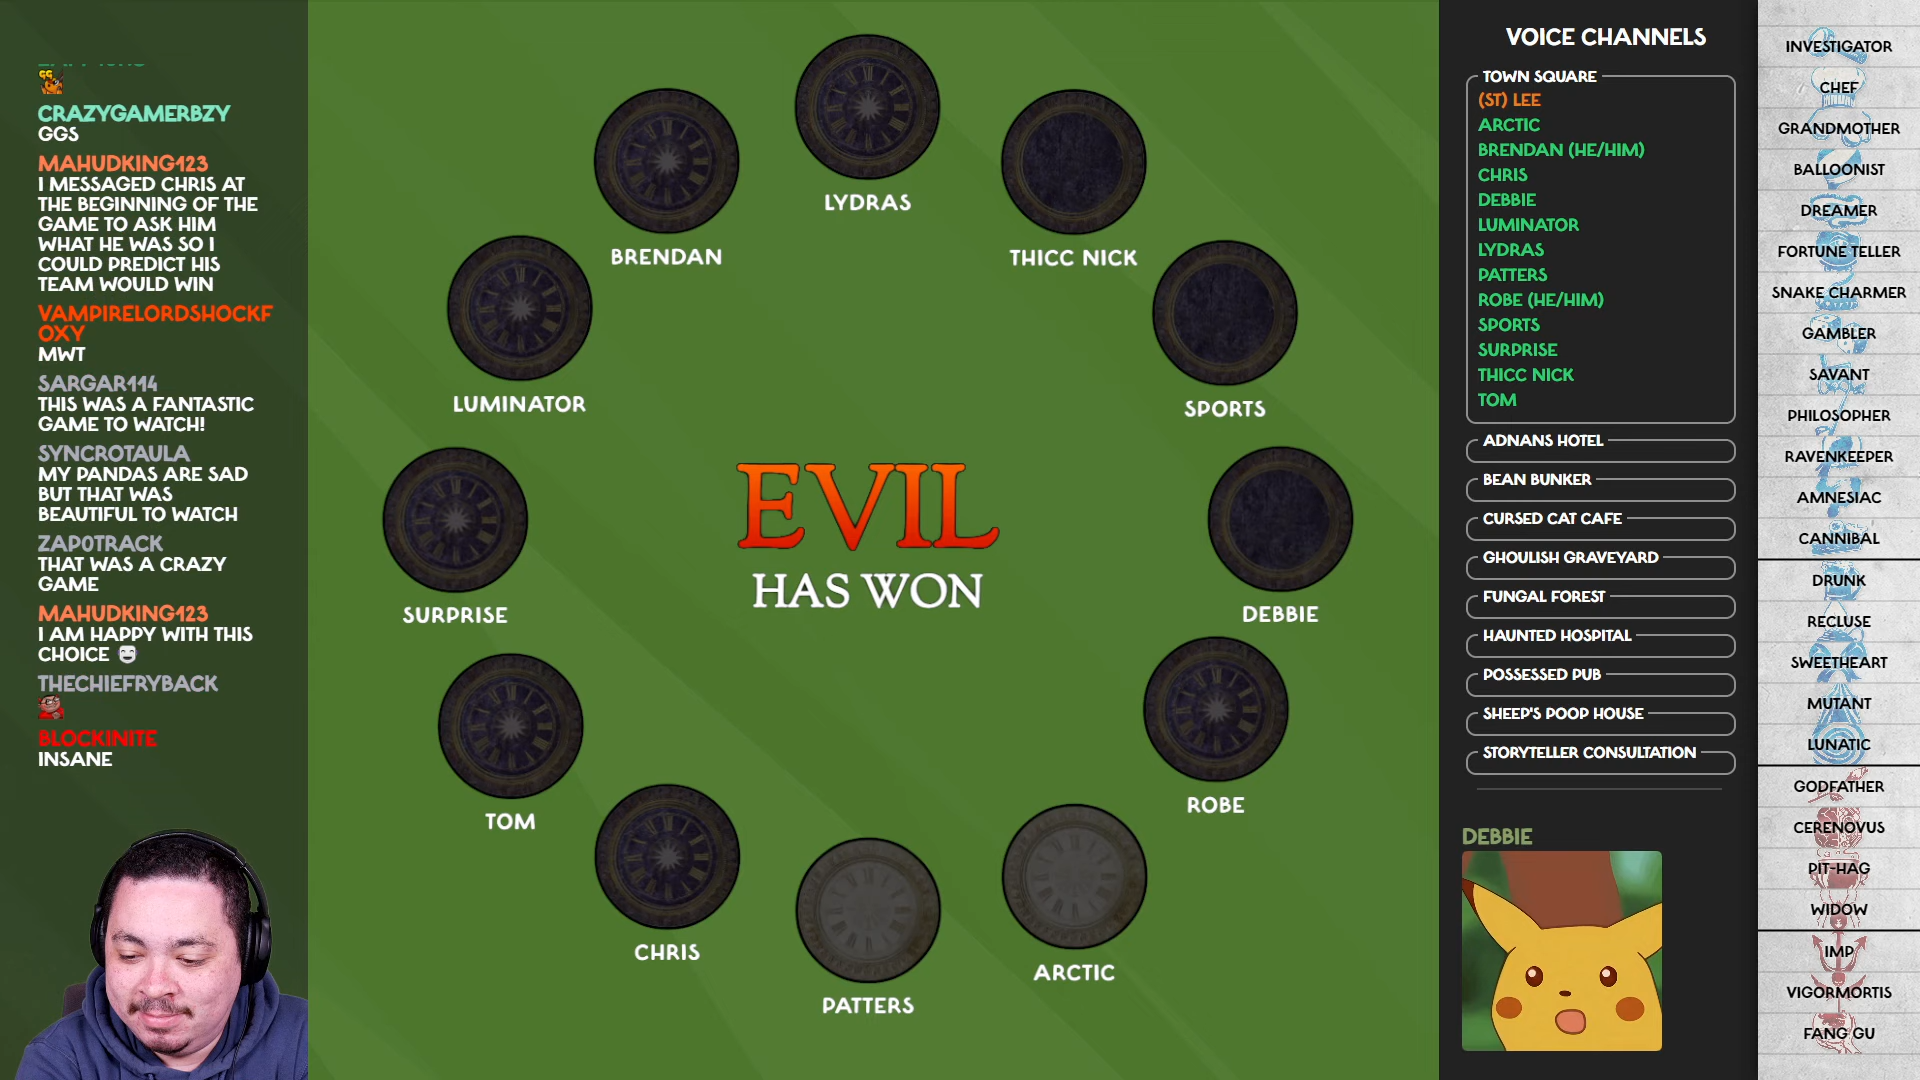 GG
CRAZYGAMERBZY
GGS
MAHUDKING123
I MESSAGED CHRIS AT
THE BEGINNING OF THE
GAME TO ASK HIM
WHAT HE WAS SO I
COULD PREDICT HIS
TEAM WOULD WIN
VAMPIRELORDSHOCKF
OXY
MWT
SARGAR114
THIS WAS A FANTASTIC
GAME TO WATCH!
SYNCROTAULA
MY PANDAS ARE SAD
BUT THAT WAS
BEAUTIFUL TO WATCH
ZAP0TRACK
THAT WAS A CRAZY
GAME
MAHUDKING123
I AM HAPPY WITH THIS
CHOICE
THECHIEFRYBACK
BLOCKINITE
INSANE
LYDRAS
BRENDAN
THICC NICK
LUMINATOR
SPORTS
EVIL
HAS WON
SURPRISE
DEBBIE
TOM
ROBE
CHRIS
ARCTIC
PATTERS
VOICE CHANNELS
TOWN SQUARE
(ST) LEE
ARCTIC
BRENDAN (HE/HIM)
CHRIS
DEBBIE
LUMINATOR
LYDRAS
PATTERS
ROBE (HE/HIM)
SPORTS
SURPRISE
THICC NICK
TOM
ADNANS HOTEL
BEAN BUNKER
CURSED CAT CAFE
GHOULISH GRAVEYARD
FUNGAL FOREST
HAUNTED HOSPITAL
POSSESSED PUB
SHEEP'S POOP HOUSE
STORYTELLER CONSULTATION
DEBBIE
INVESTIGATOR
CHEF
GRANDMOTHER
BALLOONIST
DREAMER
FORTUNE TELLER
SNAKE CHARMER
GAMBLER
SAVANT
PHILOSOPHER
RAVENKEEPER
AMNESIAC
CANNIBAL
DRUNK
RECLUSE
SWEETHEART
MUTANT
LUNATIC
GODFATHER
CERENOVUS
PIT-HAG
WIDOW
IMP
VIGORMORTIS
FANG GU